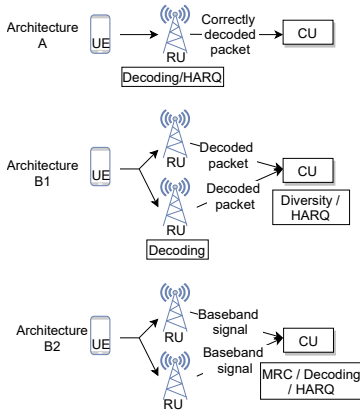 Architecture
A
UE
RU
Decoding/HARQ
Correctly
decoded
packet
CU
Architecture
B1
UE
RU
RU
Decoding
Decoded
packet
Decoded
packet
CU
Diversity /
HARQ
Architecture
B2
UE
RU
RU
Baseband
signal
Baseband
signal
CU
MRC / Decoding
/ HARQ